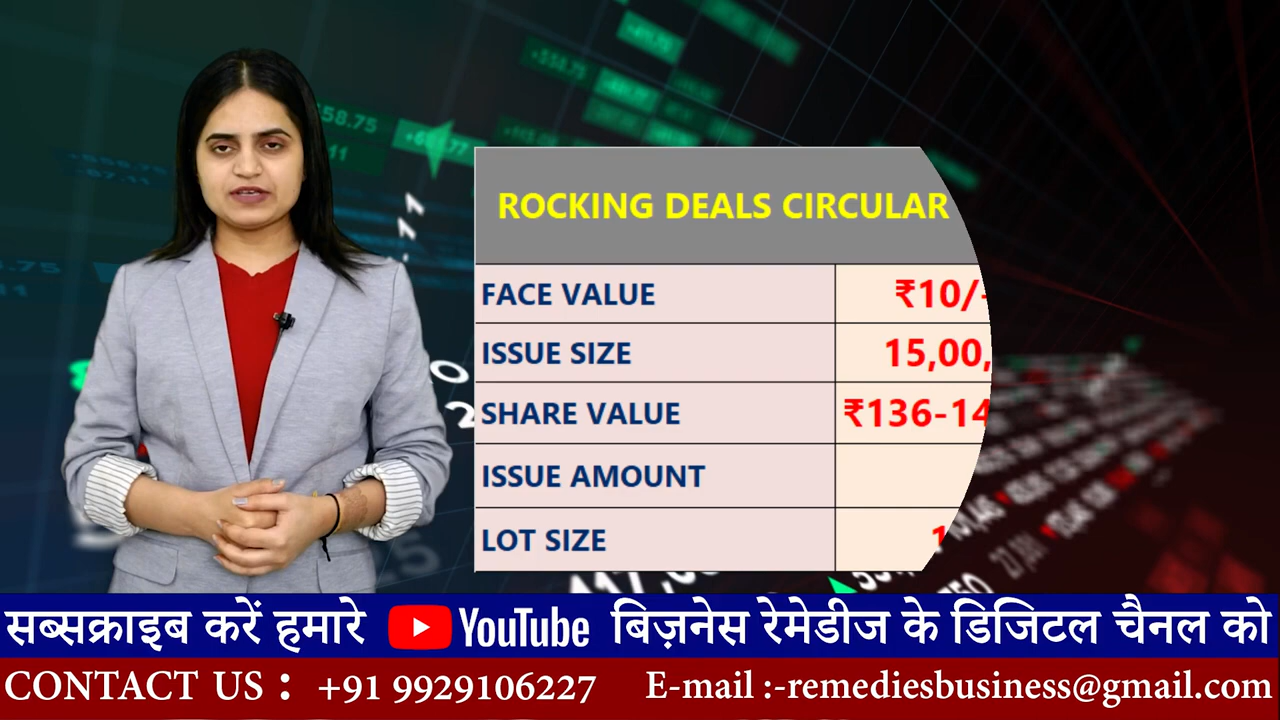 ROCKING DEALS CIRCULAR
FACE VALUE ₹10/-
ISSUE SIZE 15,00,
SHARE VALUE ₹136-14
ISSUE AMOUNT
LOT SIZE 1
सब्सक्राइब करें हमारे YouTube बिज़नेस रेमेडीज के डिजिटल चैनल को
CONTACT US : +91 9929106227 E-mail :-remediesbusiness@gmail.com